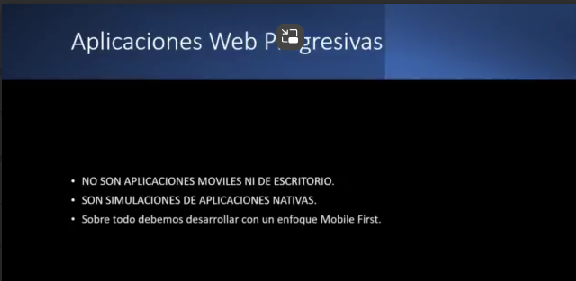 Aplicaciones Web P gresivas
• NO SON APLICACIONES MOVILES NI DE ESCRITORIO.
• SON SIMULACIONES DE APLICACIONES NATIVAS.
• Sobre todo debemos desarrollar con un enfoque Mobile First.